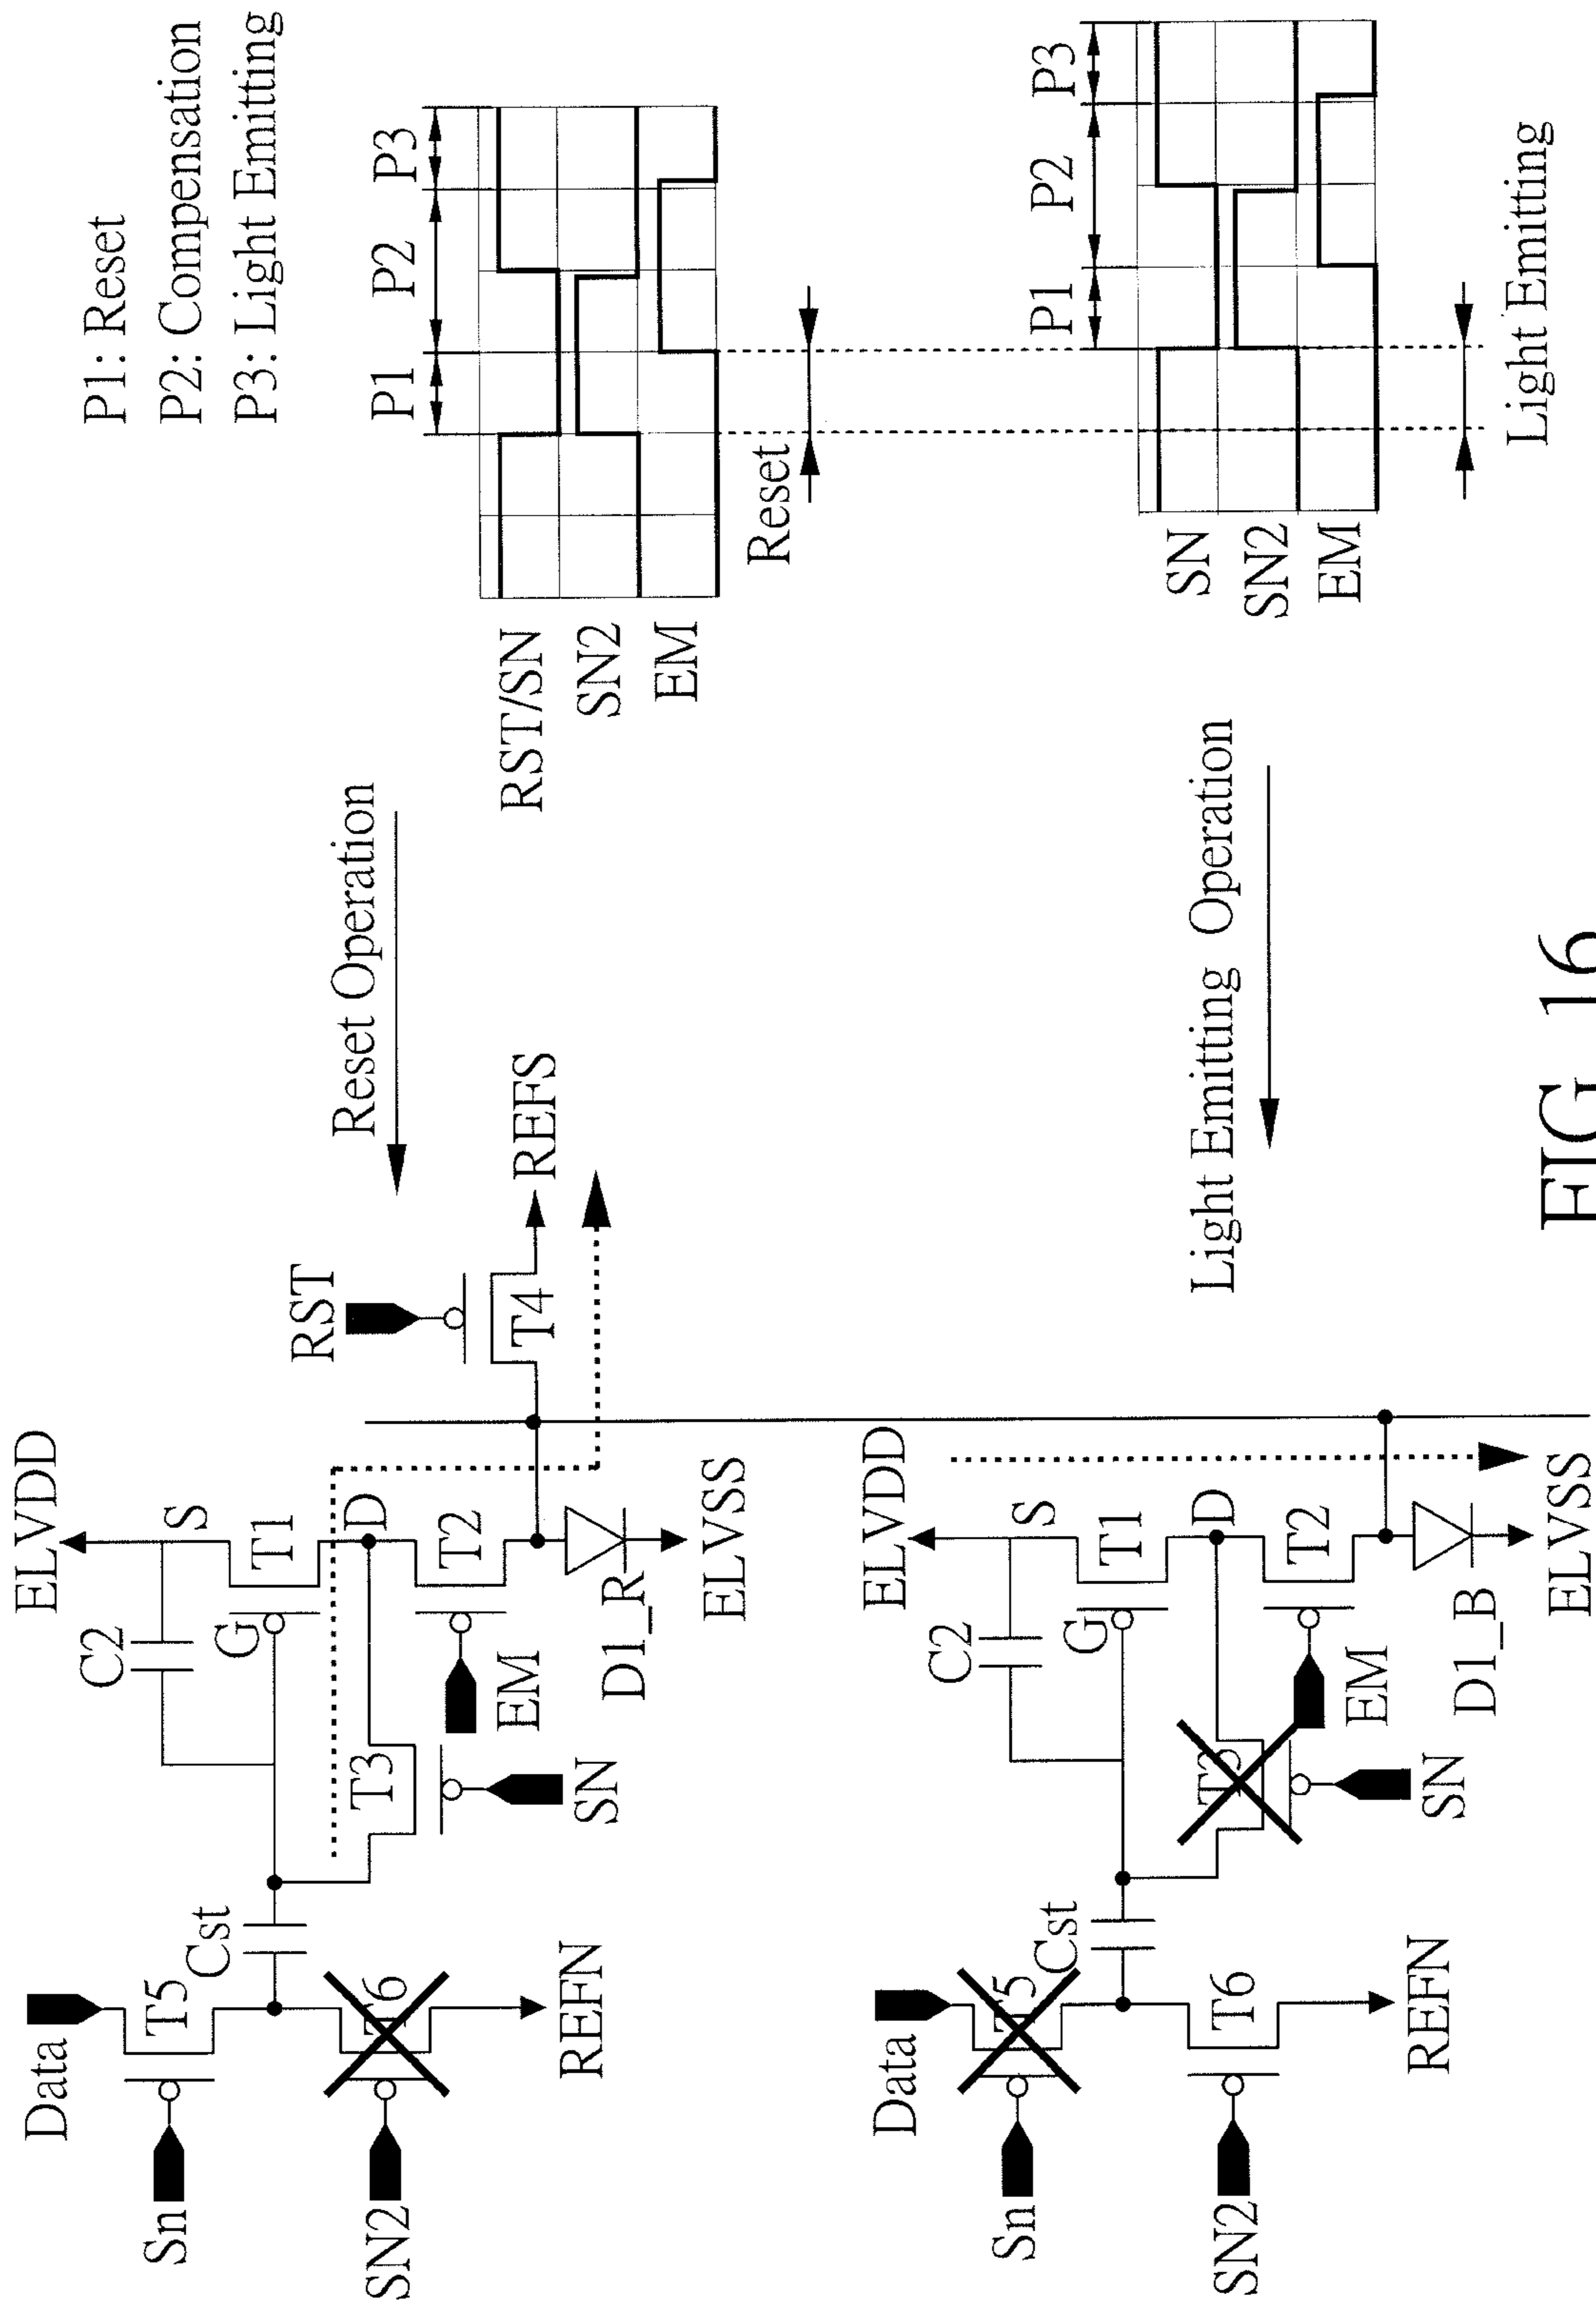 P1: Reset
P2: Compensation
P3: Light Emitting
ELVDD
Data
S
C2
T5
T1
Sn
G
Cst
D
T3
T2
T6
SN2
EM
SN
D1_R
REFN
ELVSS
RST
T4
REFS
Reset Operation
P1
P2
P3
RST/SN
SN2
EM
Reset
ELVDD
Data
S
C2
T5
T1
Sn
G
Cst
D
T3
T2
T6
SN2
EM
SN
D1_B
REFN
ELVSS
Light Emitting Operation
P1
P2
P3
SN
SN2
EM
Light Emitting
FIG. 16